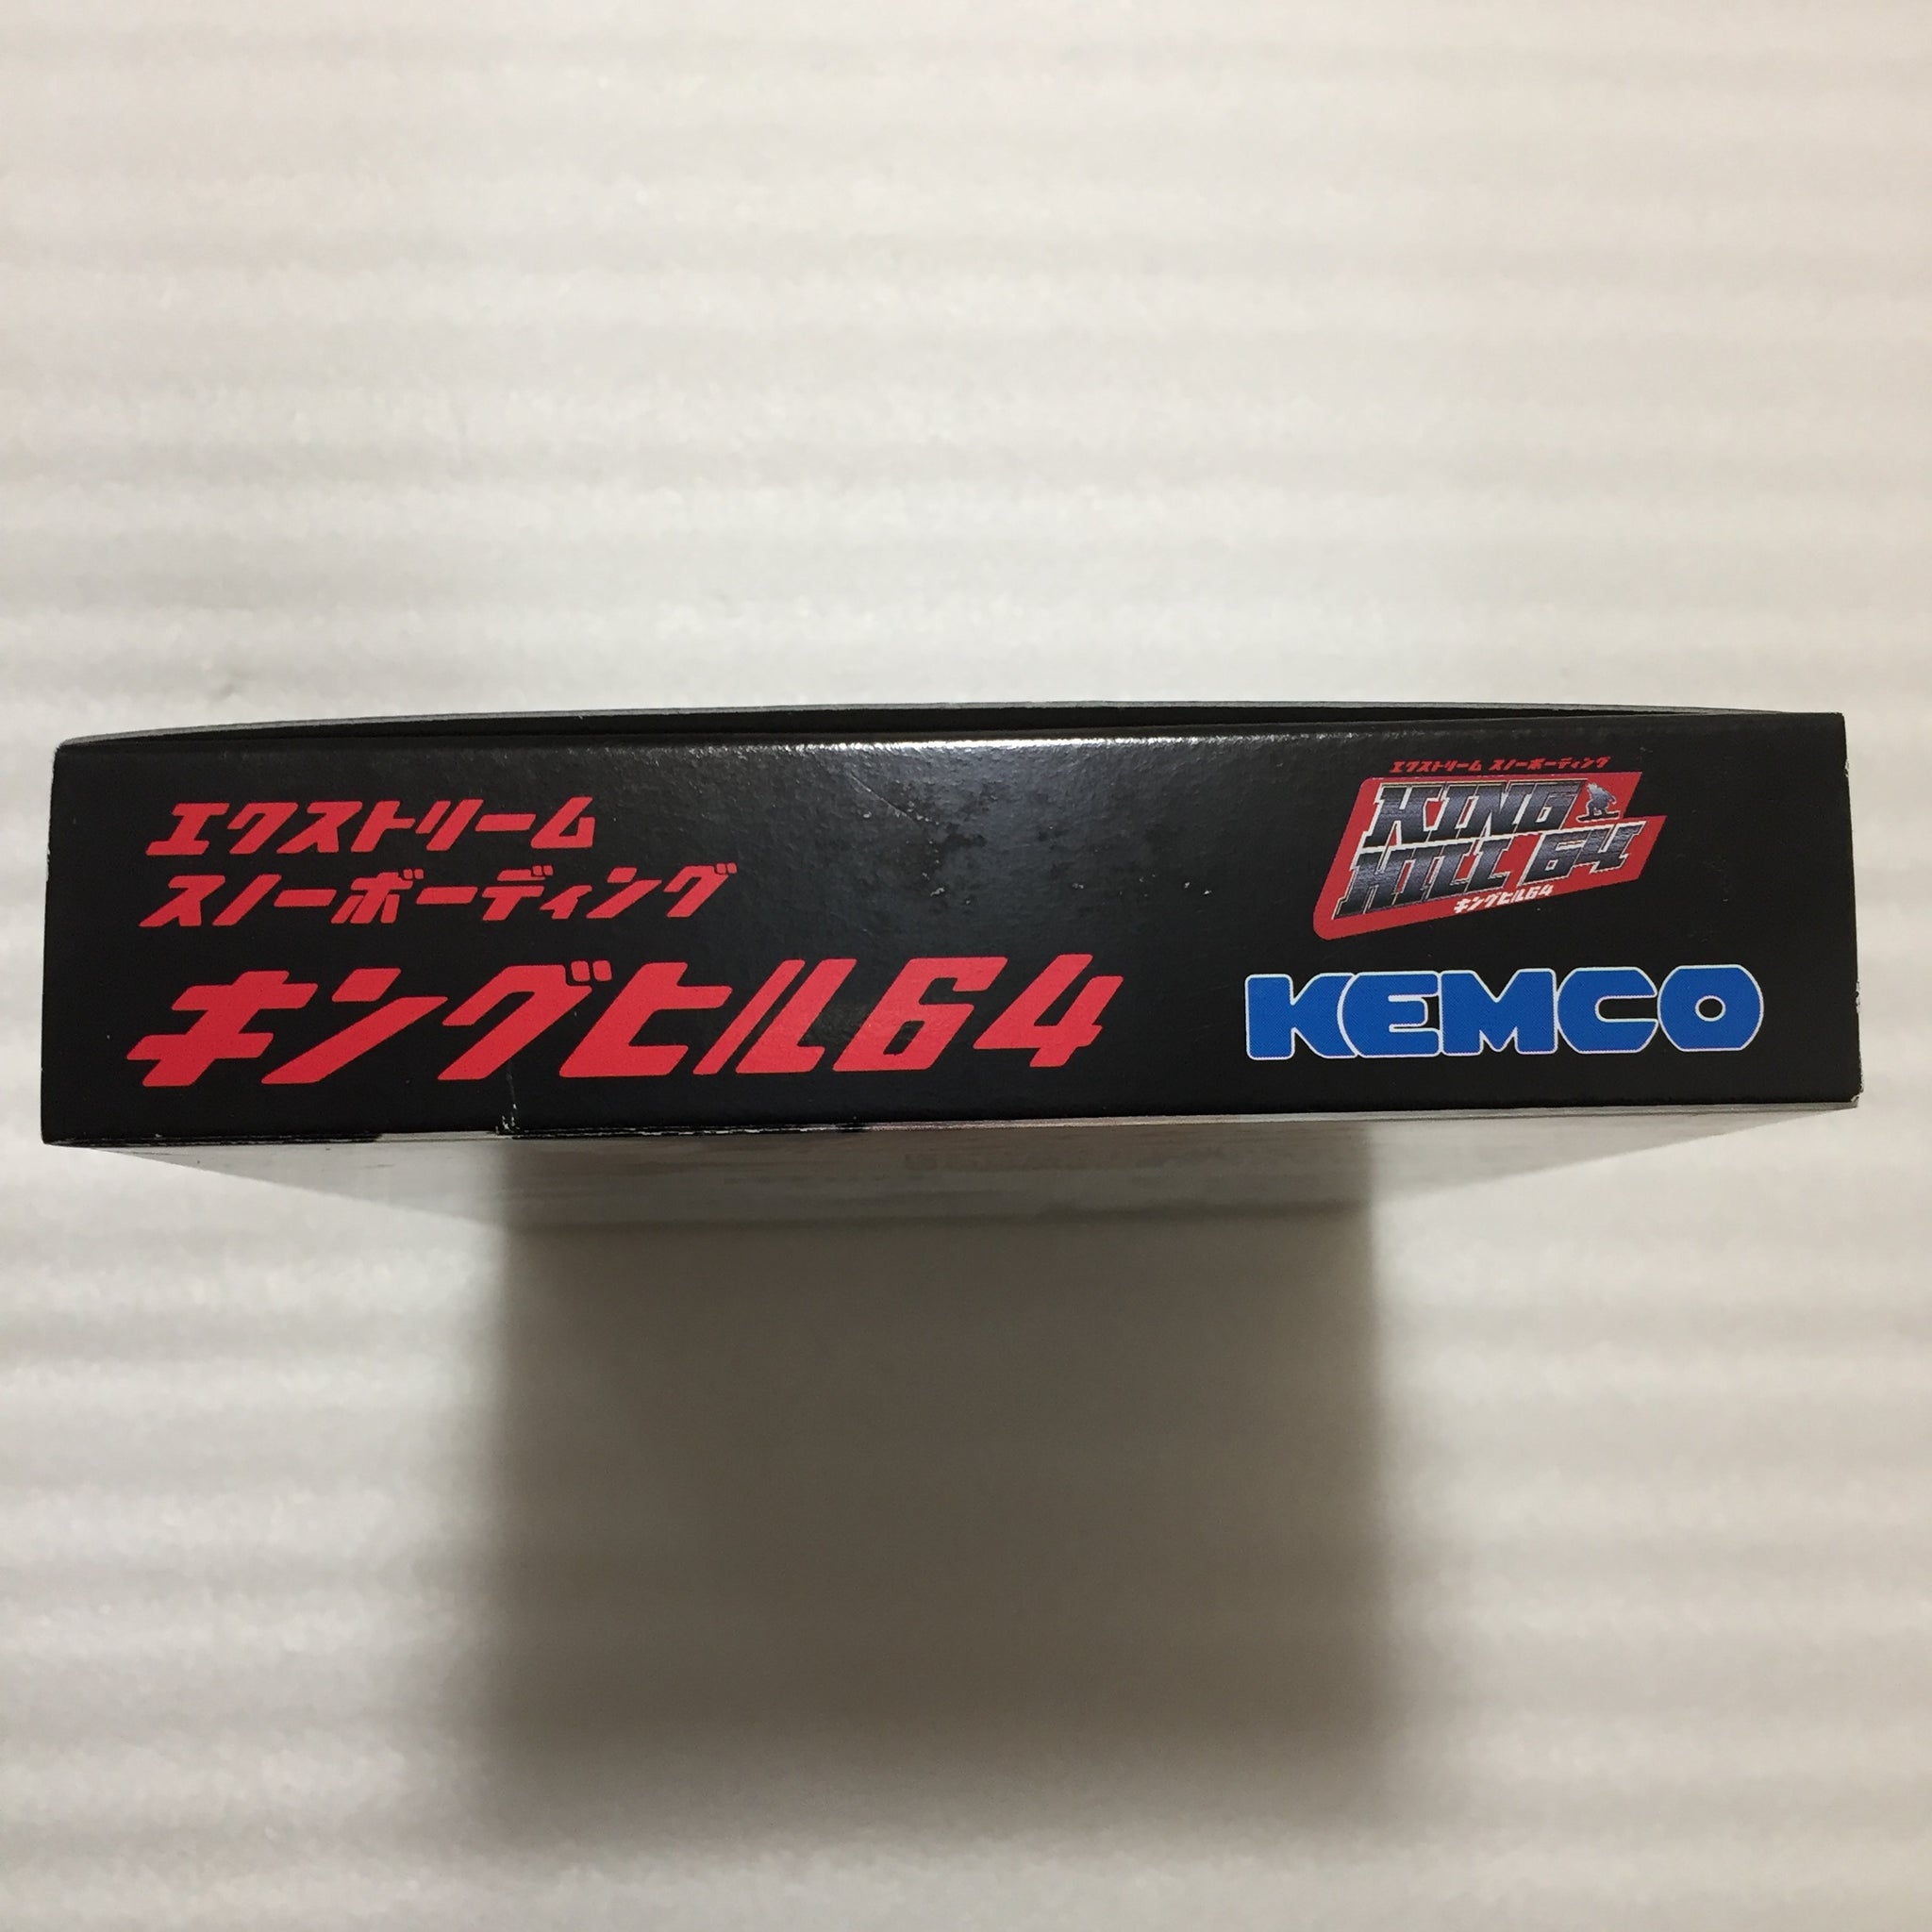 エクストリーム
スノーボーディング
キングヒル64
エクストリーム スノーボーディング
KING
HILL 64
キングヒル64
KEMCO